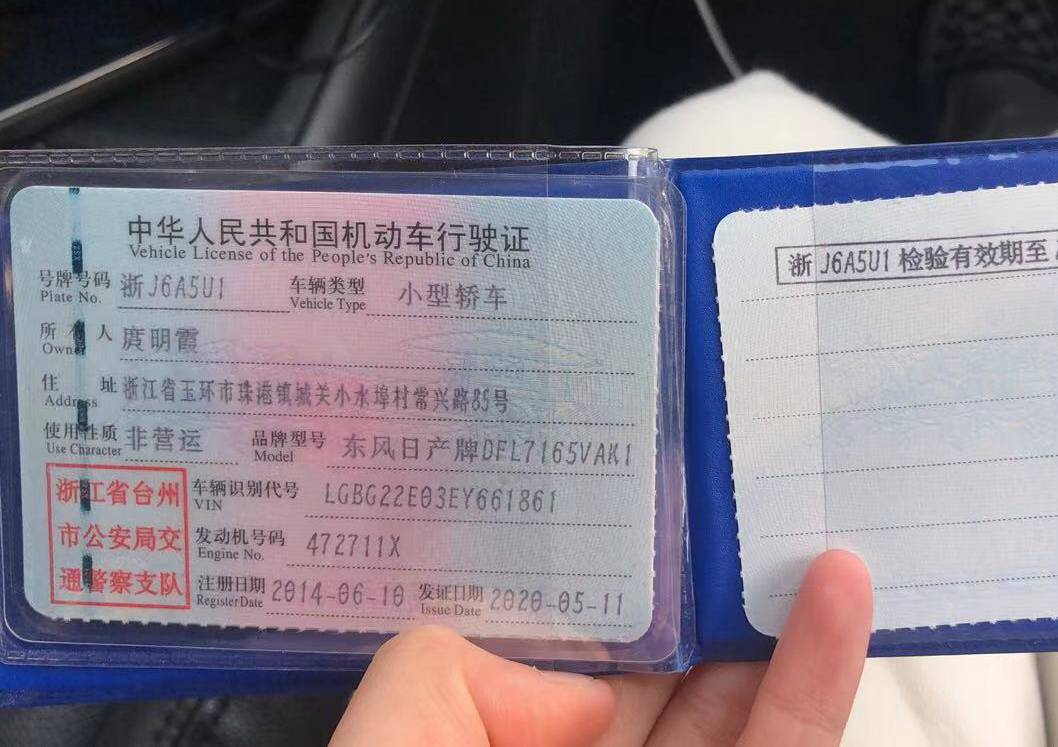 中华人民共和国机动车行驶证
Vehicle License of the People's Republic of China
号牌号码 浙J6A5U1 车辆类型 小型轿车
Plate No. Vehicle Type
所有人 庹明霞
Owner
住址 浙江省玉环市珠港镇城关小水埠村常兴路85号
Address
使用性质 非营运 品牌型号 东风日产牌DFL7165VAK1
Use Character Model
浙江省台州
市公安局交
通警察支队
车辆识别代号 LGBG22E03EY661861
VIN
发动机号码 472711X
Engine No.
注册日期 2014-06-10 发证日期 2020-05-11
Register Date Issue Date
浙J6A5U1检验有效期至